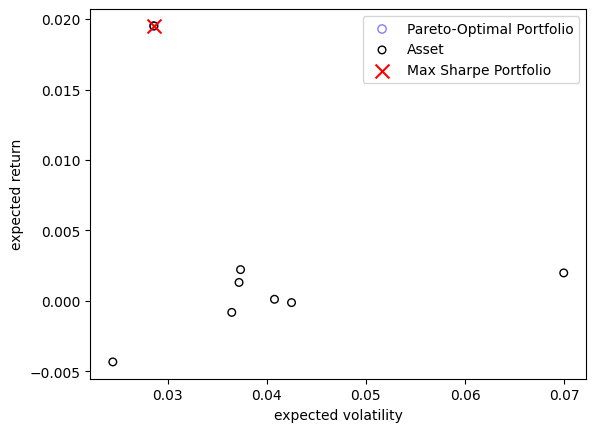 0.020
0.015
0.010
0.005
0.000
−0.005
expected return
Pareto-Optimal Portfolio
Asset
Max Sharpe Portfolio
0.03 0.04 0.05 0.06 0.07
expected volatility